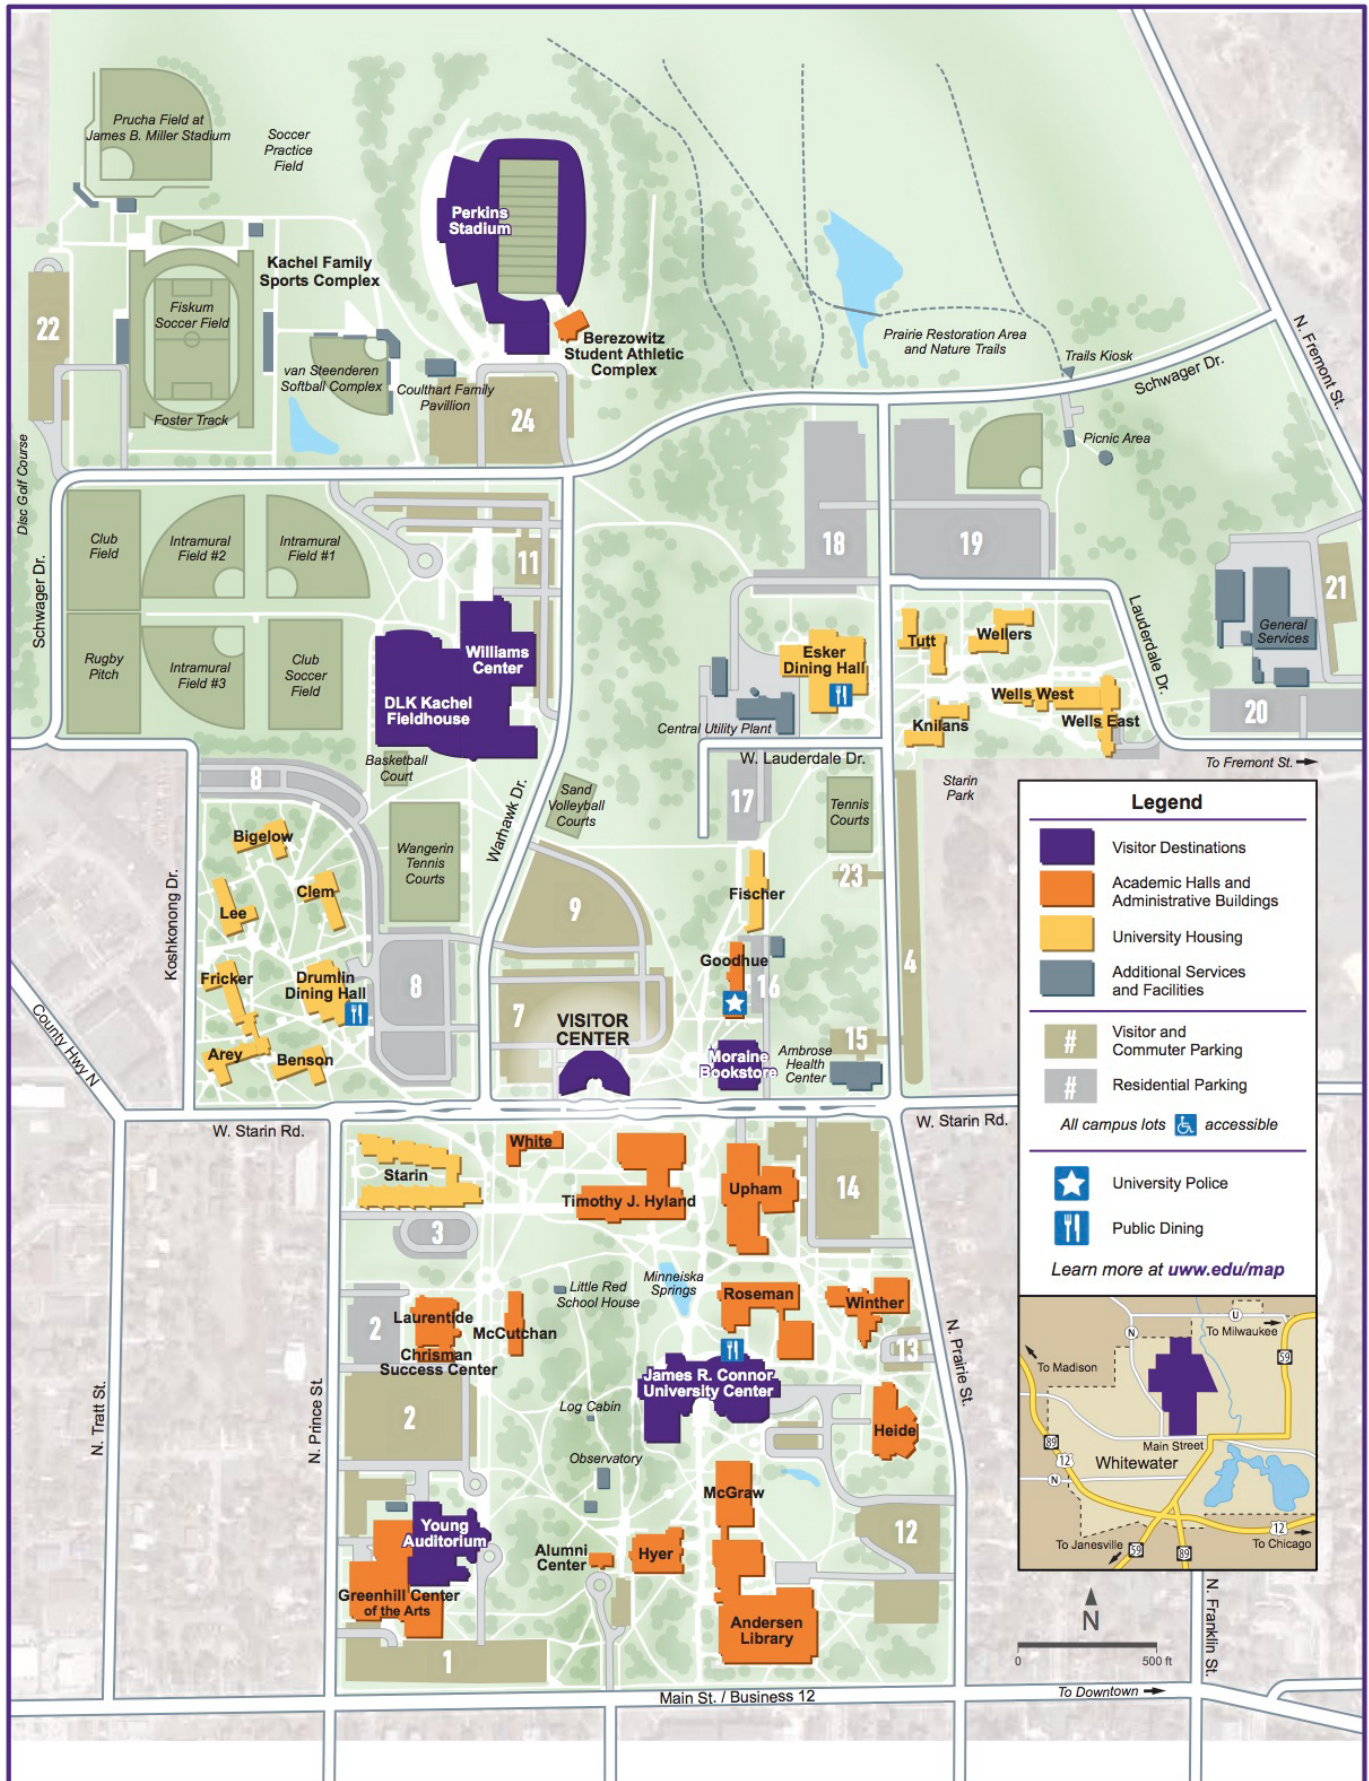 Prucha Field at
James B. Miller Stadium
Soccer
Practice
Field
Perkins
Stadium
Kachel Family
Sports Complex
22
Fiskum
Soccer Field
Foster Track
van Steenderen
Softball Complex
Coulthart Family
Pavillion
Berezowitz
Student Athletic
Complex
24
Prairie Restoration Area
and Nature Trails
Trails Kiosk
Schwager Dr.
N. Fremont St.
Picnic Area
Disc Golf Course
Schwager Dr.
Club
Field
Intramural
Field #2
Intramural
Field #1
11
18
19
21
General
Services
Lauderdale Dr.
Rugby
Pitch
Intramural
Field #3
Club
Soccer
Field
Williams
Center
DLK Kachel
Fieldhouse
Esker
Dining Hall
Tutt
Wellers
Wells West
Wells East
Knilans
Central Utility Plant
20
W. Lauderdale Dr.
To Fremont St.
Basketball
Court
8
Bigelow
Clem
Lee
Fricker
Drumlin
Dining Hall
Arey
Benson
8
Koshkonong Dr.
County Hwy N
Wangerin
Tennis
Courts
Warhawk Dr.
Sand
Volleyball
Courts
17
Tennis
Courts
Starin
Park
23
Fischer
9
4
Goodhue
16
7
VISITOR
CENTER
Moraine
Bookstore
Ambrose
Health
Center
15
W. Starin Rd.
W. Starin Rd.
Legend
Visitor Destinations
Academic Halls and
Administrative Buildings
University Housing
Additional Services
and Facilities
#
Visitor and
Commuter Parking
#
Residential Parking
All campus lots accessible
University Police
Public Dining
Learn more at uww.edu/map
White
Starin
Timothy J. Hyland
Upham
14
3
Little Red
School House
Minneiska
Springs
Roseman
Winther
2
Laurentide
McCutchan
Chrisman
Success Center
13
James R. Connor
University Center
2
Log Cabin
Heide
Observatory
McGraw
Young
Auditorium
Alumni
Center
Hyer
12
Greenhill Center
of the Arts
Andersen
Library
1
N. Tratt St.
N. Prince St.
N. Prairie St.
N. Franklin St.
Main St. / Business 12
To Downtown
U
N
To Milwaukee
59
To Madison
Main Street
89
12
Whitewater
N
To Janesville
59
89
12
To Chicago
N
0
500 ft